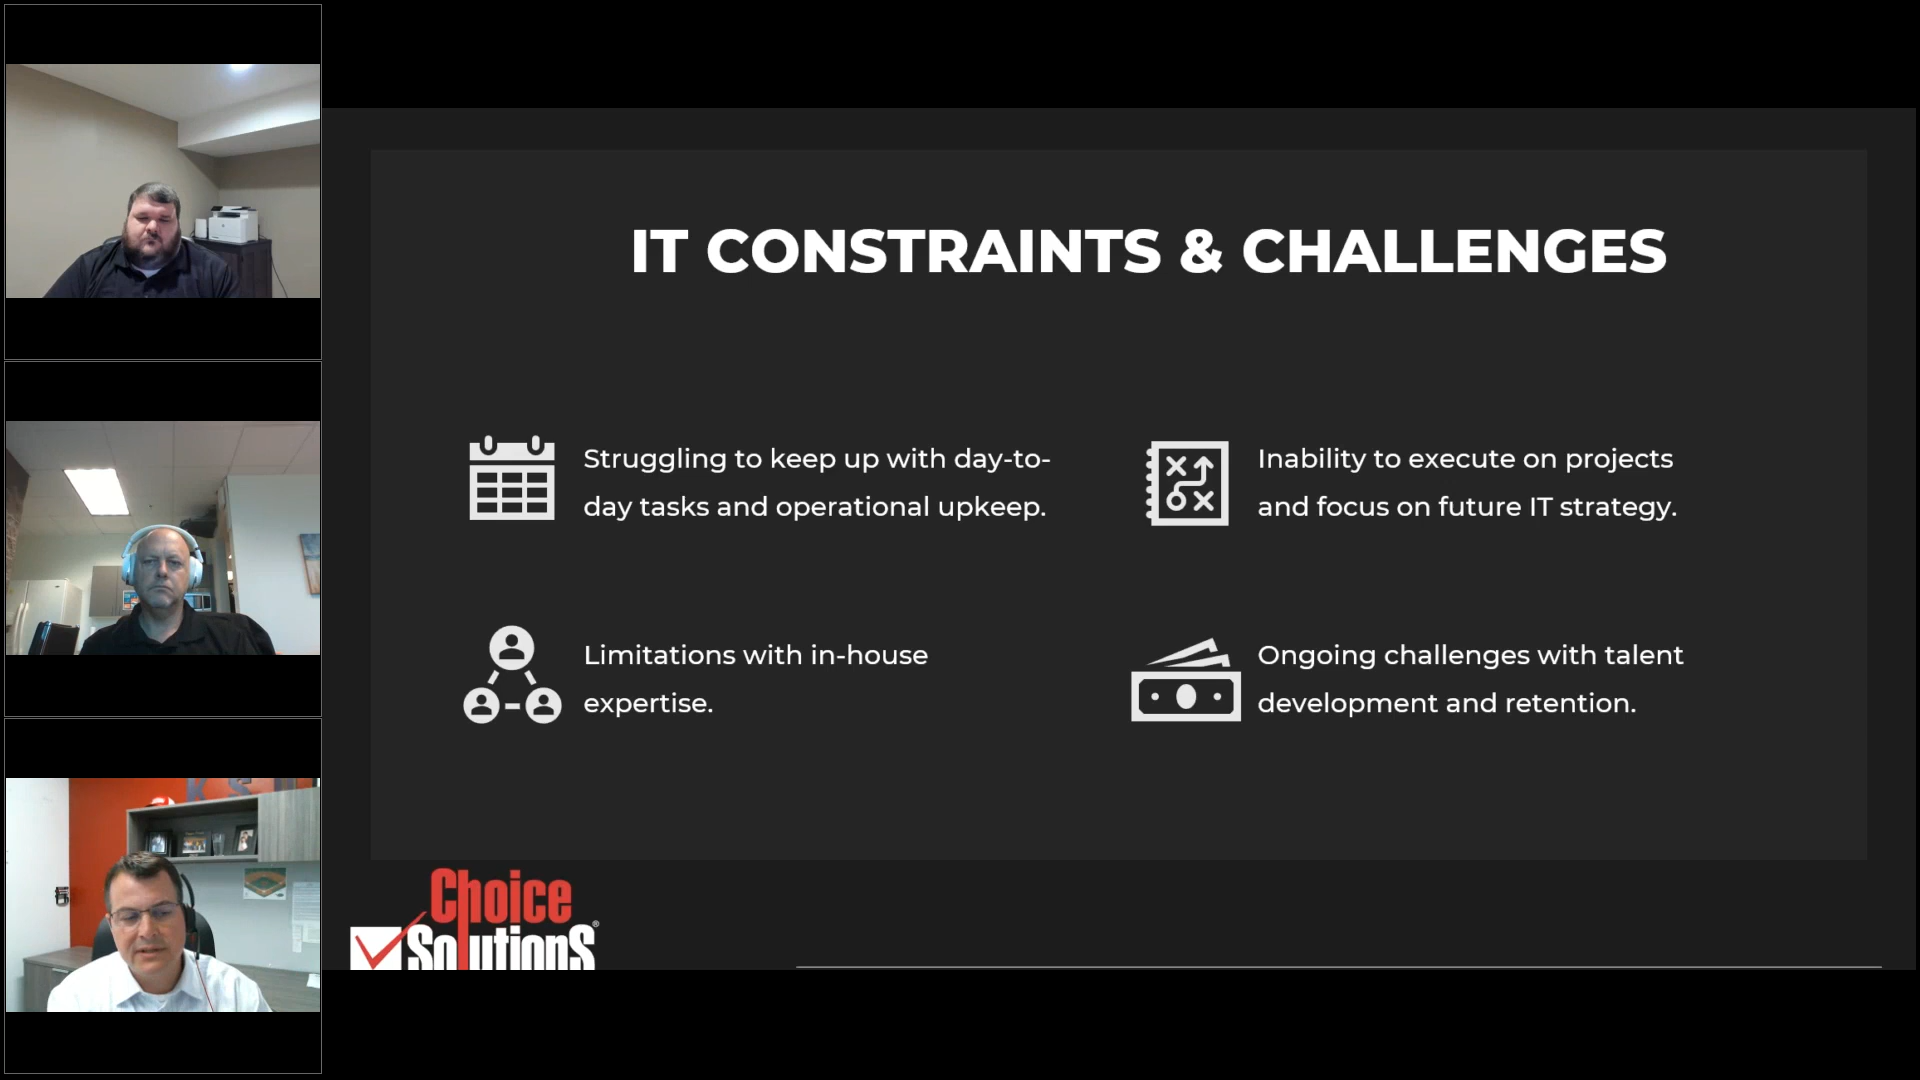 IT CONSTRAINTS & CHALLENGES
Struggling to keep up with day-to-
day tasks and operational upkeep.
Inability to execute on projects
and focus on future IT strategy.
Limitations with in-house
expertise.
Ongoing challenges with talent
development and retention.
Choice
Solutions®